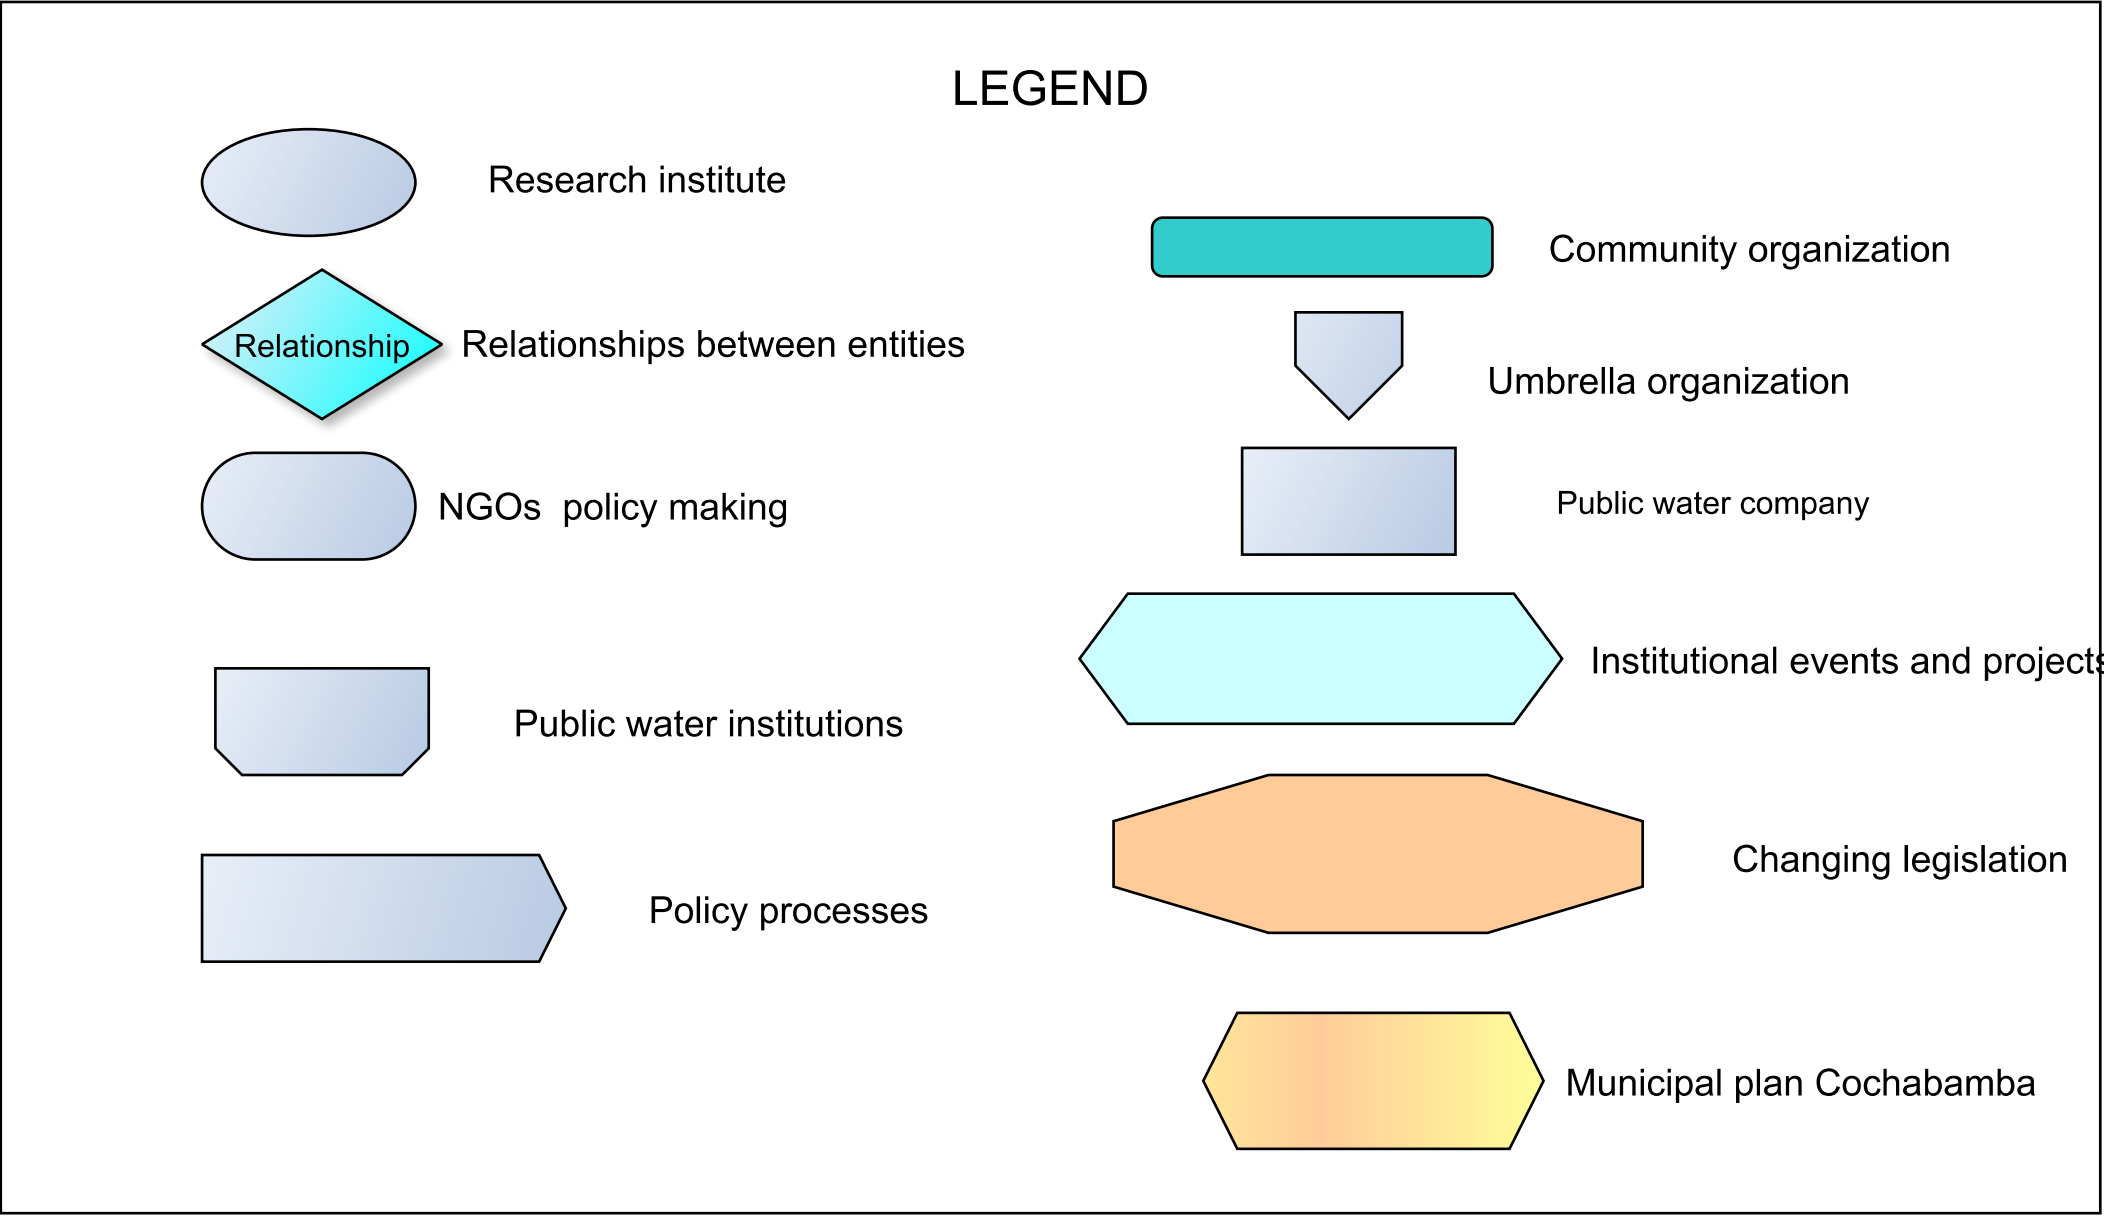 LEGEND
Research institute
Relationship
Relationships between entities
NGOs  policy making
Public water institutions
Policy processes
Community organization
Umbrella organization
Public water company
Institutional events and projects
Changing legislation
Municipal plan Cochabamba